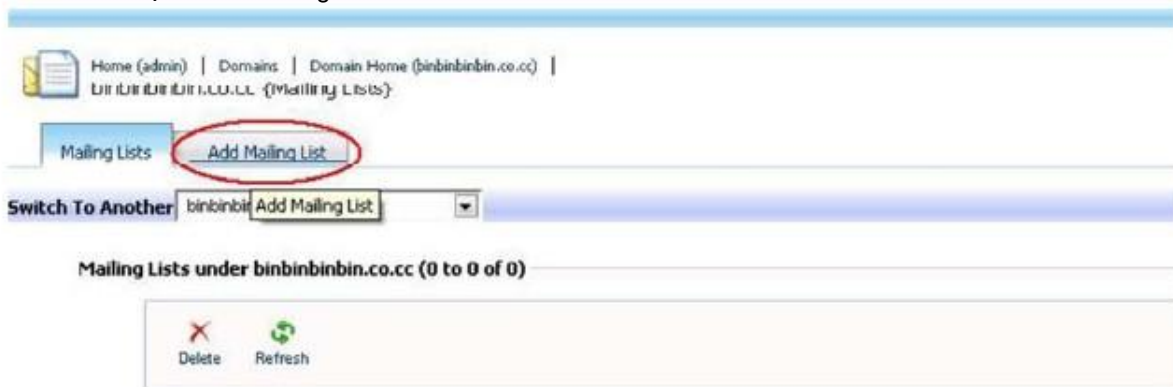 Home (admin) | Domains | Domain Home (binbinbinbin.co.cc) |
binbinbinbin.co.cc {Mailing Lists}
Mailing Lists Add Mailing List
Switch To Another binbinbin Add Mailing List
Mailing Lists under binbinbinbin.co.cc (0 to 0 of 0)
Delete Refresh